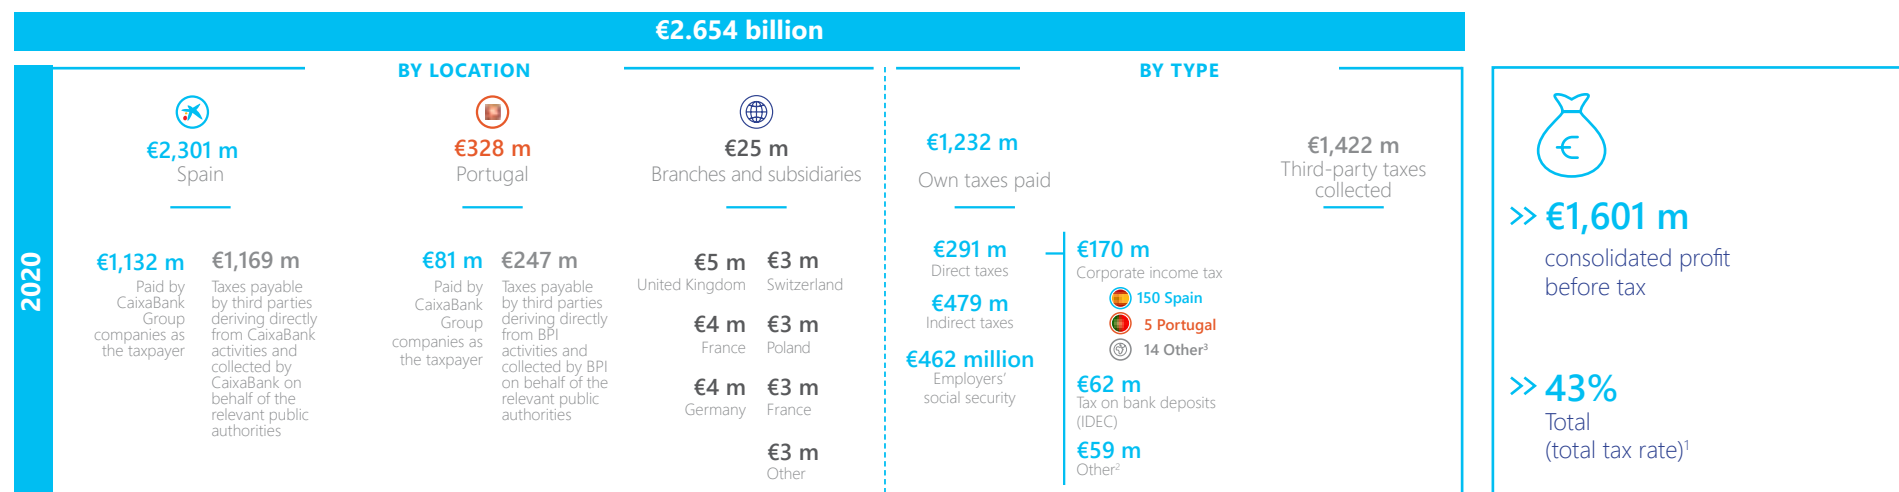 €2.654 billion
2020
BY LOCATION
€2,301 m
Spain
€1,132 m
Paid by
CaixaBank
Group
companies as
the taxpayer
€1,169 m
Taxes payable
by third parties
deriving directly
from CaixaBank
activities and
collected by
CaixaBank on
behalf of the
relevant public
authorities
€328 m
Portugal
€81 m
Paid by
CaixaBank
Group
companies as
the taxpayer
€247 m
Taxes payable
by third parties
deriving directly
from BPI
activities and
collected by BPI
on behalf of the
relevant public
authorities
€25 m
Branches and subsidiaries
€5 m
United Kingdom
€3 m
Switzerland
€4 m
France
€3 m
Poland
€4 m
Germany
€3 m
France
€3 m
Other
BY TYPE
€1,232 m
Own taxes paid
€291 m
Direct taxes
€479 m
Indirect taxes
€462 million
Employers’
social security
€170 m
Corporate income tax
150 Spain
5 Portugal
14 Other³
€62 m
Tax on bank deposits
(IDEC)
€59 m
Other²
€1,422 m
Third-party taxes
collected
>> €1,601 m
consolidated profit
before tax
>> 43%
Total
(total tax rate)¹